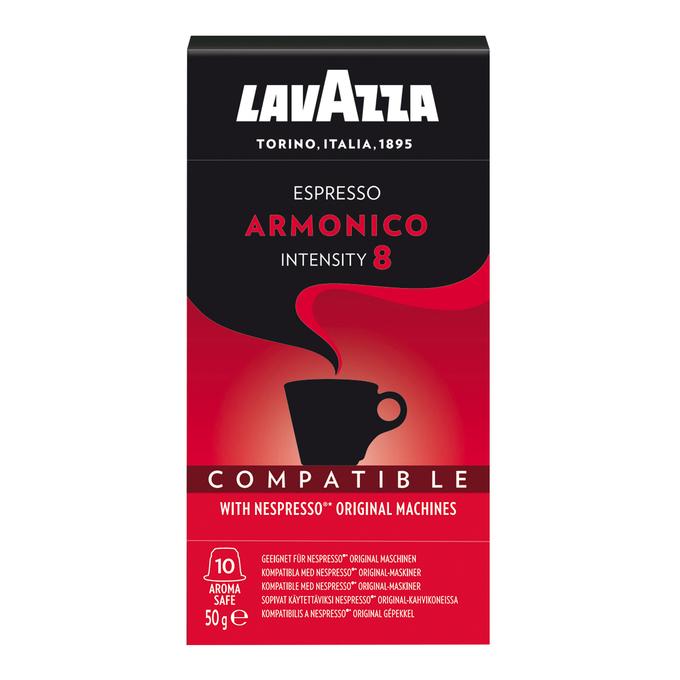 LAVAZZA
TORINO, ITALIA, 1895
ESPRESSO
ARMONICO
INTENSITY 8
COMPATIBLE
WITH NESPRESSO®* ORIGINAL MACHINES
10
AROMA
SAFE
50 g ℮
GEEIGNET FÜR NESPRESSO®* ORIGINAL MASCHINEN
KOMPATIBLA MED NESPRESSO®* ORIGINAL-MASKINER
KOMPATIBLE MED NESPRESSO®* ORIGINAL-MASKINER
SOPIVAT KÄYTETTÄVIKSI NESPRESSO®* ORIGINAL-KAHVIKONEISSA
KOMPATIBILIS A NESPRESSO®* ORIGINAL GÉPEKKEL